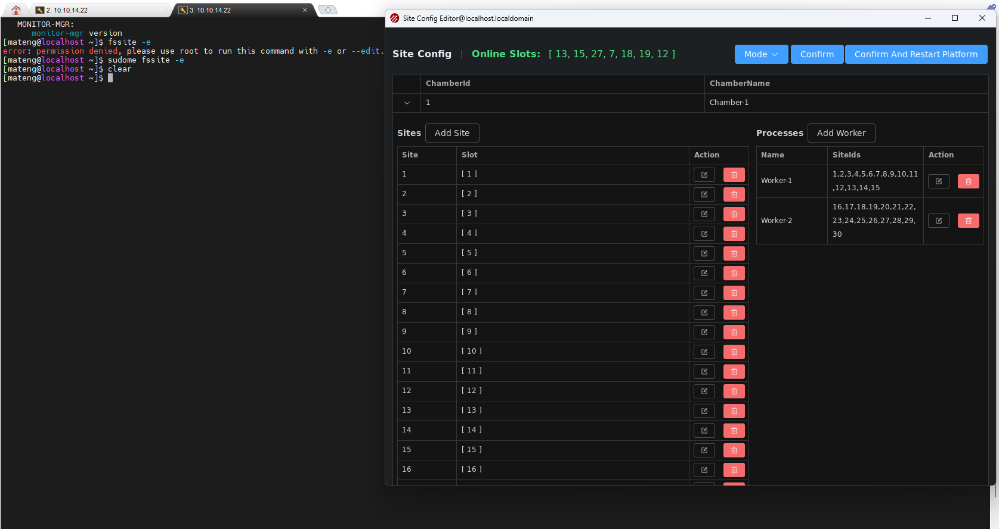 2. 10.10.14.22
3. 10.10.14.22
MONITOR-MGR:
monitor-mgr version
[mateng@localhost ~]$ fssite -e
error: permission denied, please use root to run this command with -e or --edit.
[mateng@localhost ~]$ sudome fssite -e
[mateng@localhost ~]$ clear
[mateng@localhost ~]$
Site Config Editor@localhost.localdomain
Site Config
Online Slots: [ 13, 15, 27, 7, 18, 19, 12 ]
Mode
Confirm
Confirm And Restart Platform
ChamberId ChamberName
1 Chamber-1
Sites Add Site
Site Slot Action
1 [ 1 ]
2 [ 2 ]
3 [ 3 ]
4 [ 4 ]
5 [ 5 ]
6 [ 6 ]
7 [ 7 ]
8 [ 8 ]
9 [ 9 ]
10 [ 10 ]
11 [ 11 ]
12 [ 12 ]
13 [ 13 ]
14 [ 14 ]
15 [ 15 ]
16 [ 16 ]
Processes Add Worker
Name SiteIds Action
Worker-1
1,2,3,4,5,6,7,8,9,10,11
,12,13,14,15
Worker-2
16,17,18,19,20,21,22,
23,24,25,26,27,28,29,
30